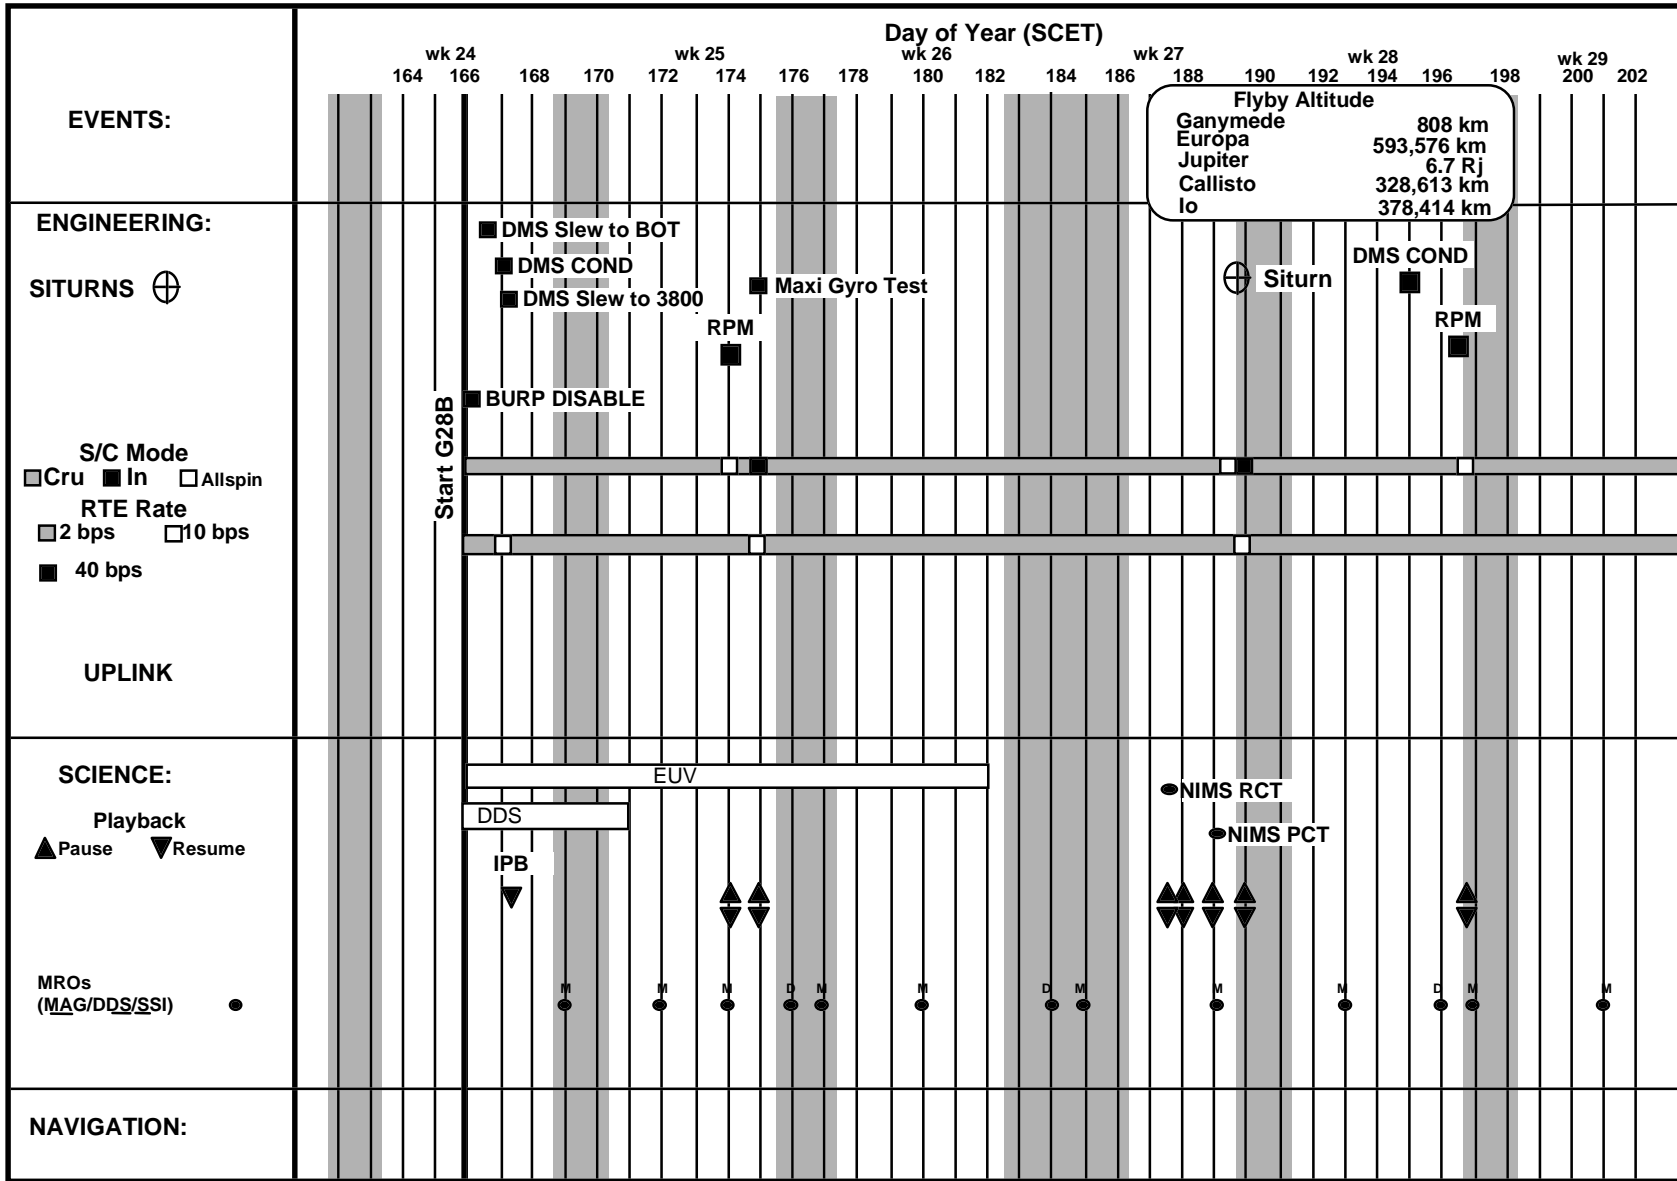 Day of Year (SCET)
wk 24 wk 25 wk 26 wk 27 wk 28 wk 29
164 166 168 170 172 174 176 178 180 182 184 186 188 190 192 194 196 198 200 202
EVENTS:
Flyby Altitude
Ganymede 808 km
Europa 593,576 km
Jupiter 6.7 Rj
Callisto 328,613 km
Io 378,414 km
ENGINEERING:
DMS Slew to BOT
DMS COND
DMS COND
SITURNS
Maxi Gyro Test
Siturn
DMS Slew to 3800
RPM
RPM
BURP DISABLE
Start G28B
S/C Mode
Cru In Allspin
RTE Rate
2 bps 10 bps
40 bps
UPLINK
SCIENCE:
EUV
NIMS RCT
DDS
Playback
NIMS PCT
Pause Resume
IPB
MROs
(MAG/DDS/SSI)
M M M D M M D M M M D M M
NAVIGATION: